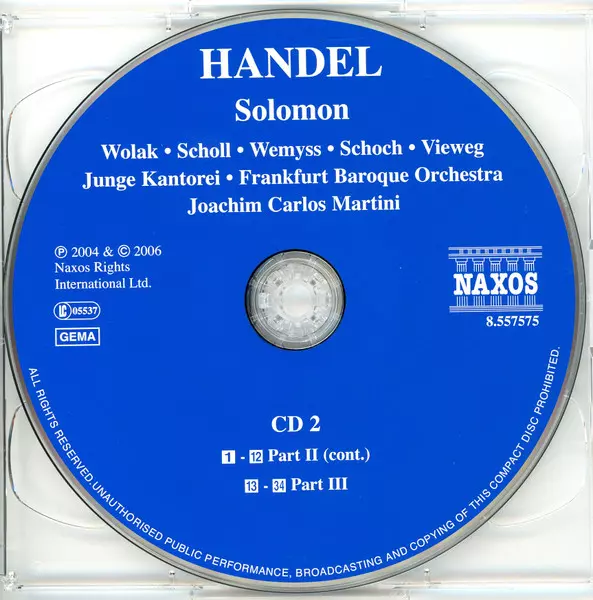 HANDEL
Solomon
Wolak • Scholl • Wemyss • Schoch • Vieweg
Junge Kantorei • Frankfurt Baroque Orchestra
Joachim Carlos Martini
℗ 2004 & © 2006
Naxos Rights
International Ltd.
LC 05537
GEMA
NAXOS
8.557575
CD 2
1 - 12 Part II (cont.)
13 - 34 Part III
ALL RIGHTS RESERVED. UNAUTHORISED PUBLIC PERFORMANCE, BROADCASTING AND COPYING OF THIS COMPACT DISC PROHIBITED.